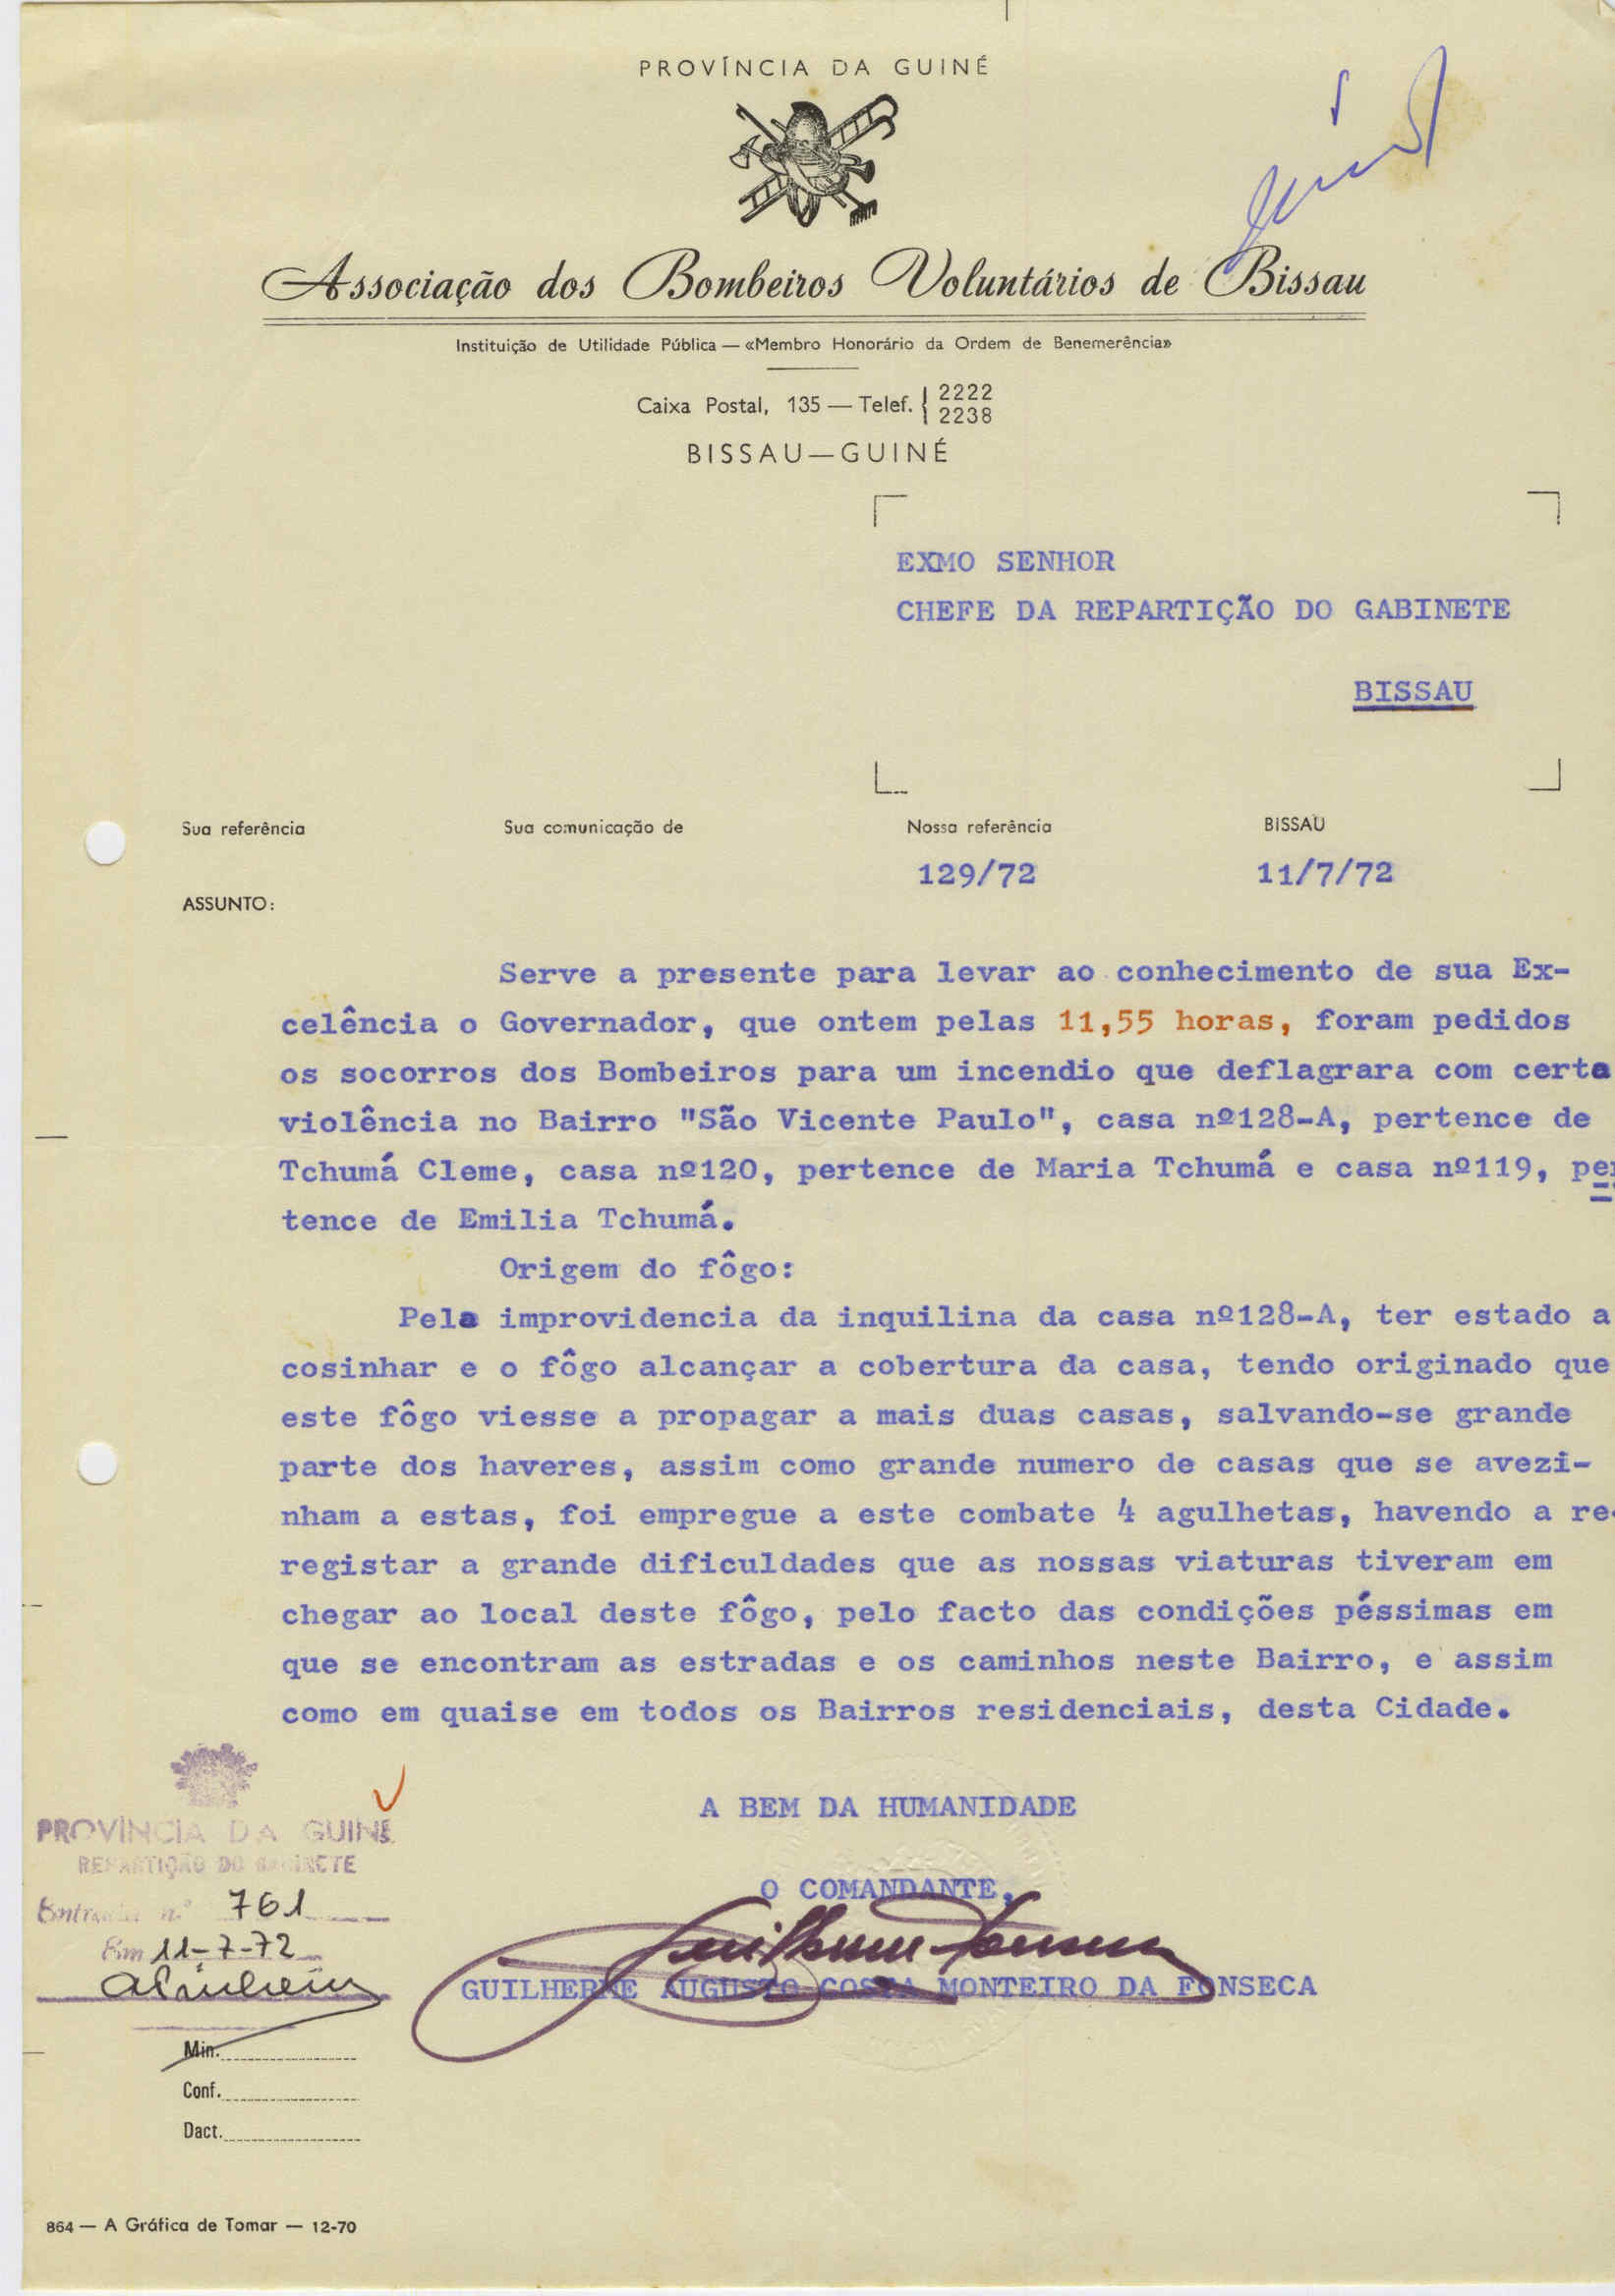 PROVÍNCIA DA GUINÉ
Associação dos Bombeiros Voluntários de Bissau
Instituição de Utilidade Pública — «Membro Honorário da Ordem de Benemerência»
Caixa Postal, 135 — Telef. { 2222
2238
BISSAU—GUINÉ
EXMO SENHOR
CHEFE DA REPARTIÇÃO DO GABINETE
BISSAU
Sua referência Sua comunicação de Nossa referência BISSAU
129/72 11/7/72
ASSUNTO:
Serve a presente para levar ao conhecimento de sua Ex-
celência o Governador, que ontem pelas 11,55 horas, foram pedidos
os socorros dos Bombeiros para um incendio que deflagrara com certa
violência no Bairro "São Vicente Paulo", casa nº128-A, pertence de
Tchumá Cleme, casa nº120, pertence de Maria Tchumá e casa nº119, per
tence de Emilia Tchumá.
Origem do fôgo:
Pela improvidencia da inquilina da casa nº128-A, ter estado a
cosinhar e o fôgo alcançar a cobertura da casa, tendo originado que
este fôgo viesse a propagar a mais duas casas, salvando-se grande
parte dos haveres, assim como grande numero de casas que se avezi-
nham a estas, foi empregue a este combate 4 agulhetas, havendo a re-
registar a grande dificuldades que as nossas viaturas tiveram em
chegar ao local deste fôgo, pelo facto das condições péssimas em
que se encontram as estradas e os caminhos neste Bairro, e assim
como em quaise em todos os Bairros residenciais, desta Cidade.
A BEM DA HUMANIDADE
O COMANDANTE,
GUILHERME AUGUSTO COSTA MONTEIRO DA FONSECA
PROVÍNCIA DA GUINÉ
REPARTIÇÃO DO GABINETE
Entrada n.º 761
Em 11-7-72
Min.
Conf.
Dact.
864 — A Gráfica de Tomar — 12-70